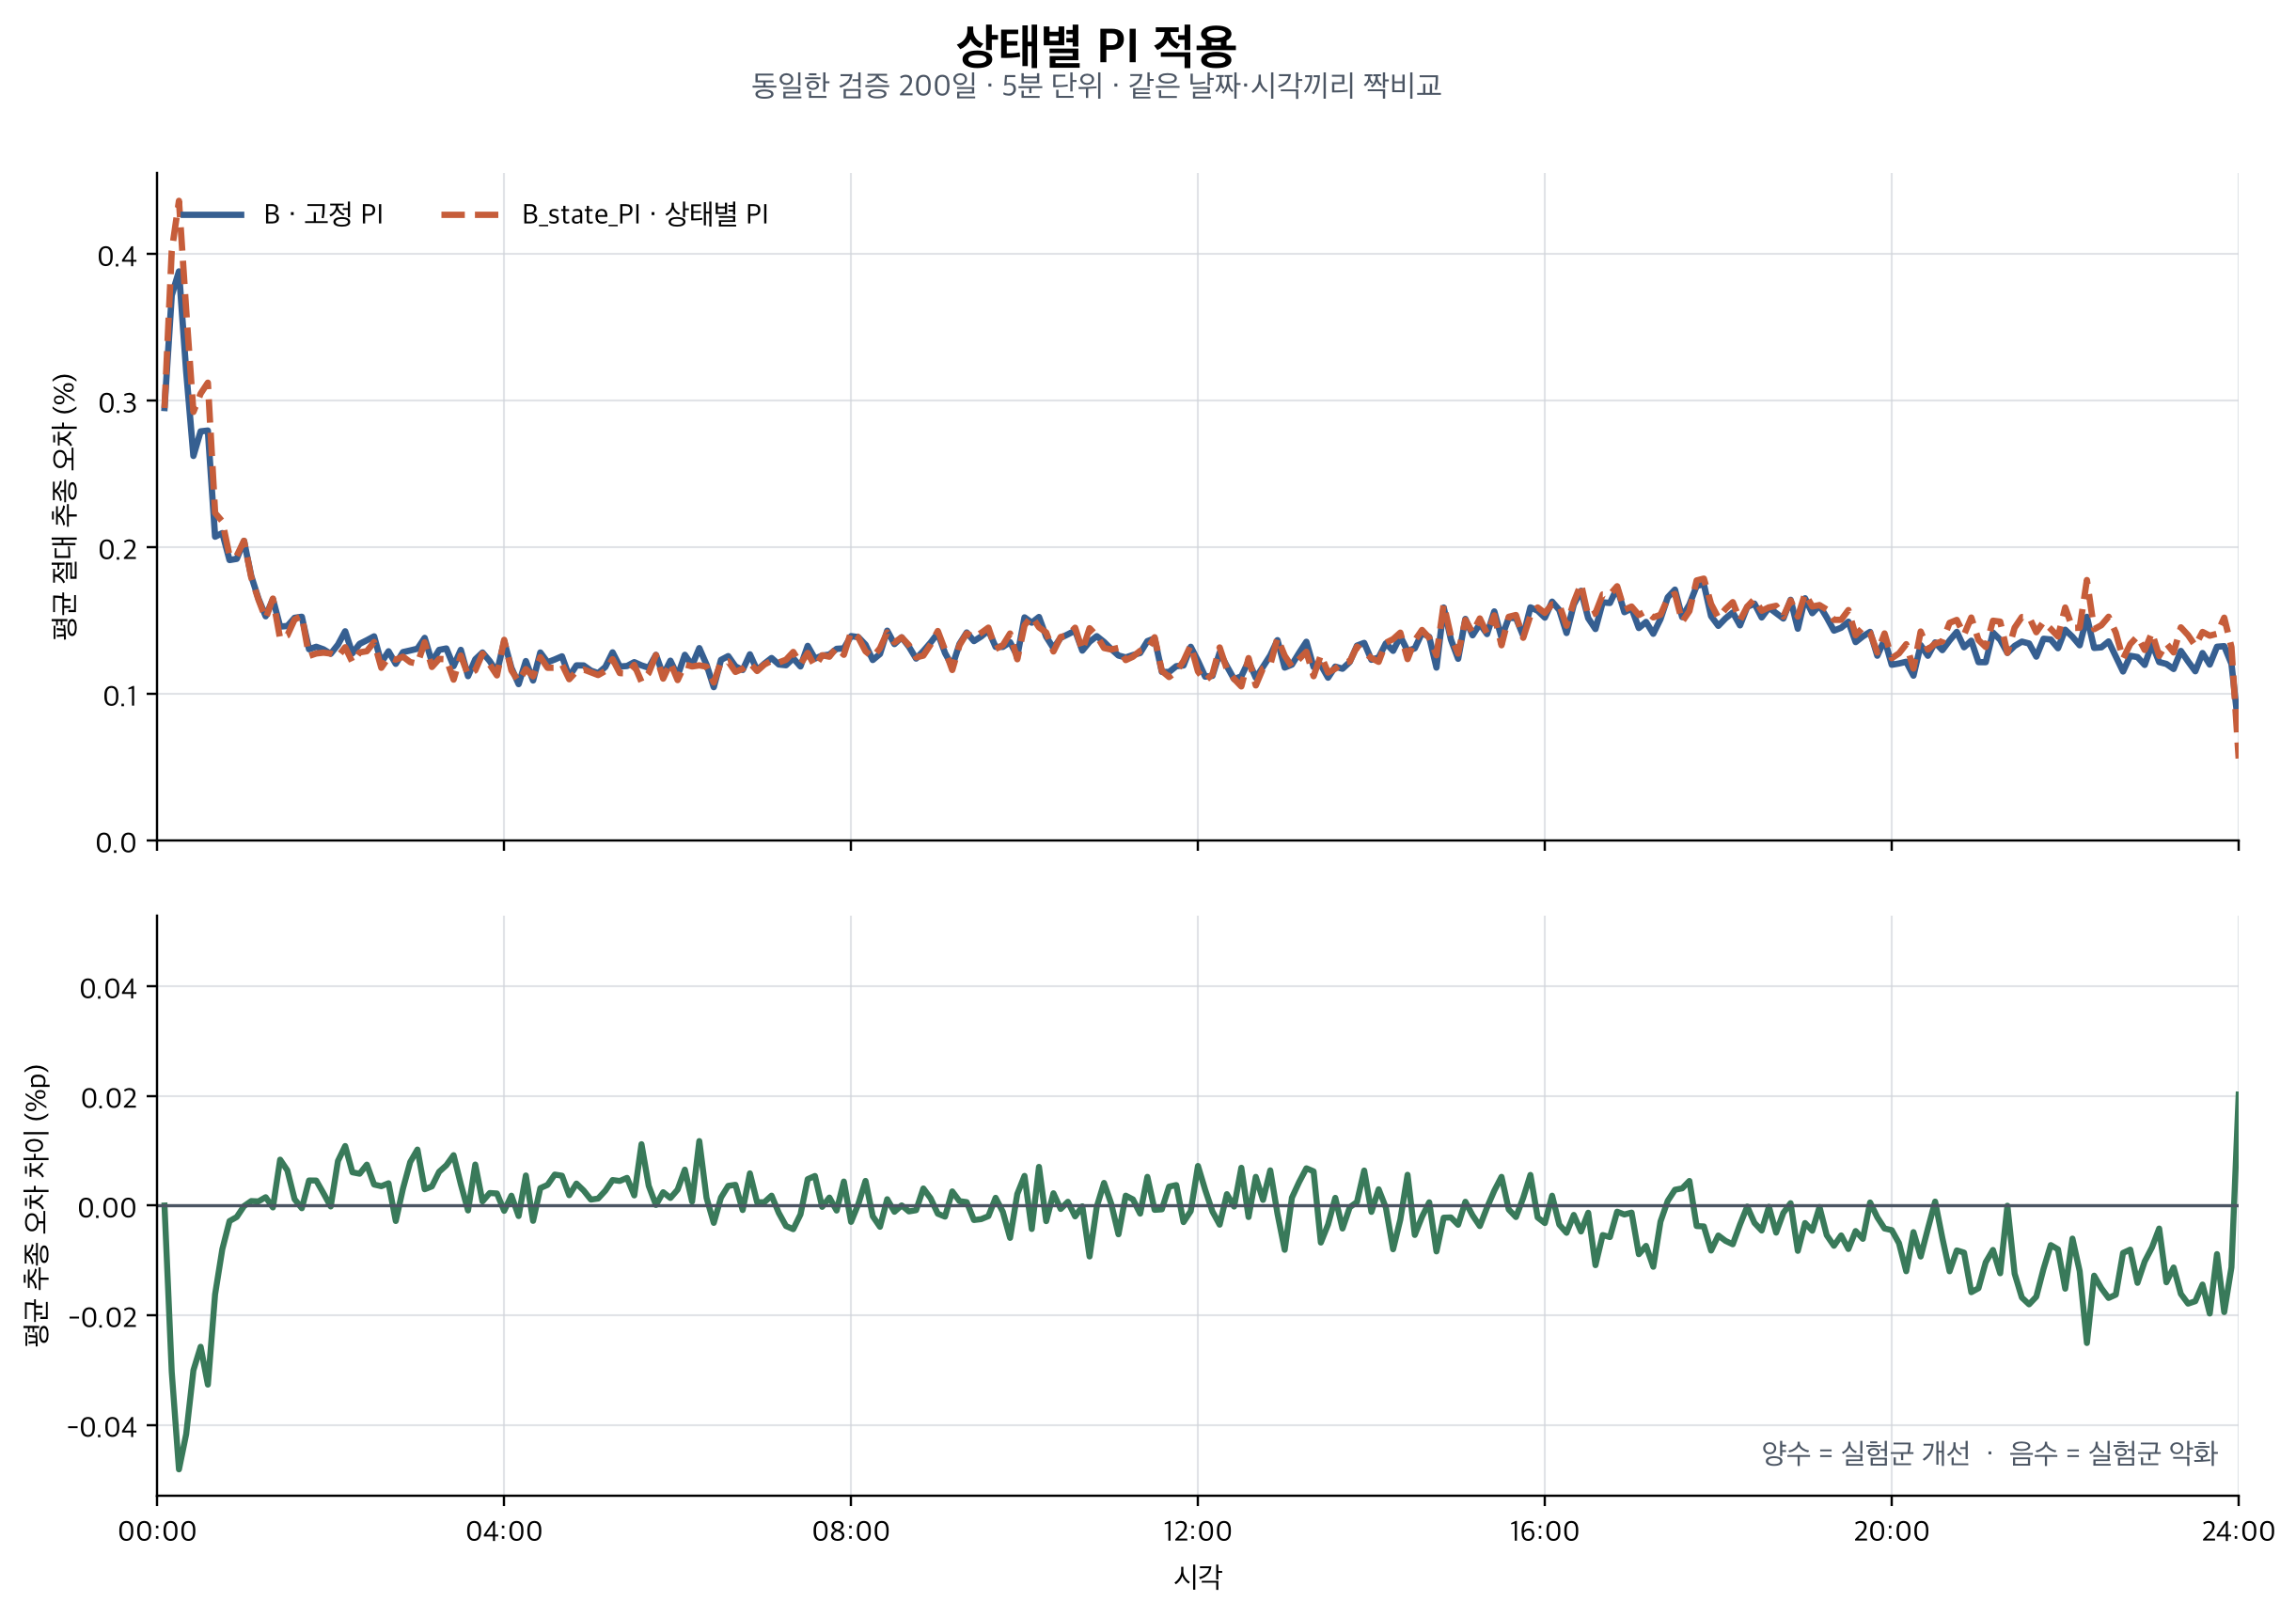 상태별 PI 적용
동일한 검증 200일 · 5분 단위 · 같은 날짜·시각끼리 짝비교
B · 고정 PI
B_state_PI · 상태별 PI
평균 절대 추종 오차 (%)
0.4
0.3
0.2
0.1
0.0
평균 추종 오차 차이 (%p)
0.04
0.02
0.00
-0.02
-0.04
양수 = 실험군 개선 · 음수 = 실험군 악화
00:00 04:00 08:00 12:00 16:00 20:00 24:00
시각